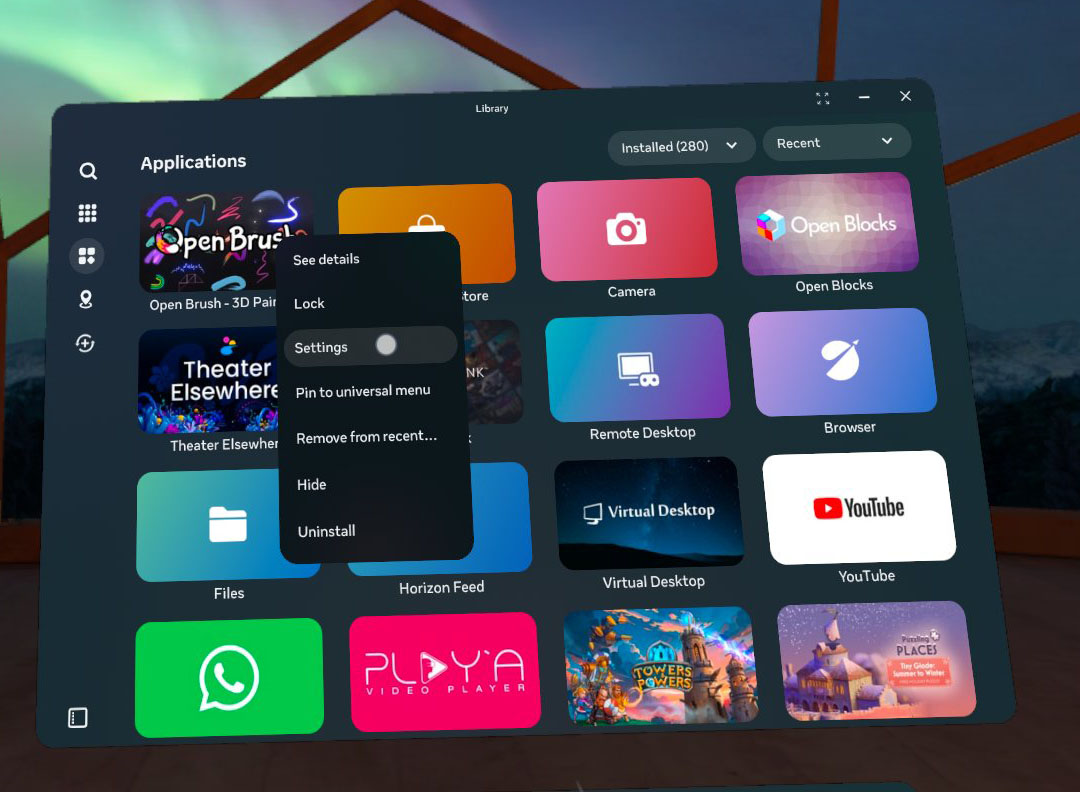 Library
Applications
Installed (280)
Recent
Open Brush
Open Blocks
Open Brush - 3D Pain
Store
Camera
Open Blocks
See details
Lock
Settings
Pin to universal menu
Remove from recent...
Hide
Uninstall
Theater
Elsewhere
NK
Theater Elsewher
k
Remote Desktop
Browser
Virtual Desktop
YouTube
Files
Horizon Feed
Virtual Desktop
YouTube
PLAY'A
VIDEO PLAYER
TOWERS
POWERS
Puzzling
PLACES
Tiny Glade:
Summer to Winter